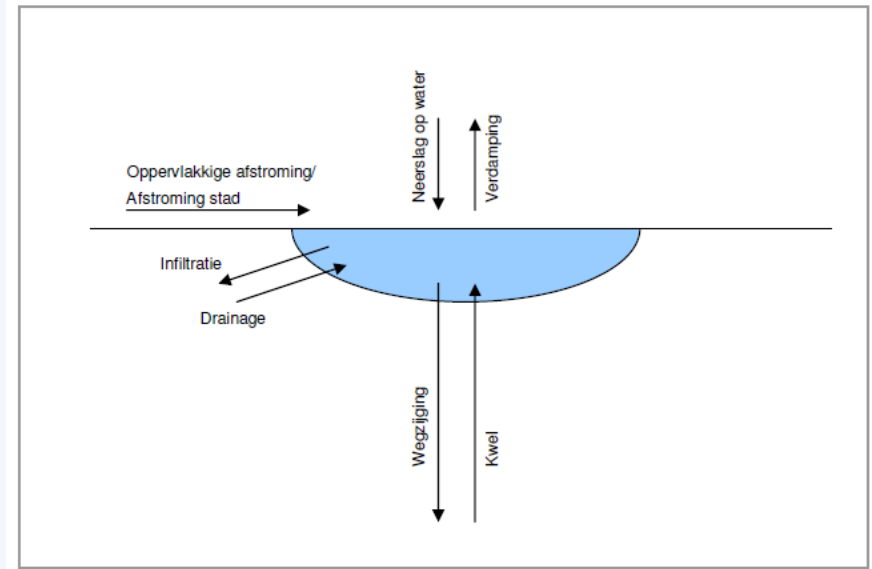 Neerslag op water
Verdamping
Oppervlakkige afstroming/
Afstroming stad
Infiltratie
Drainage
Wegzijging
Kwel